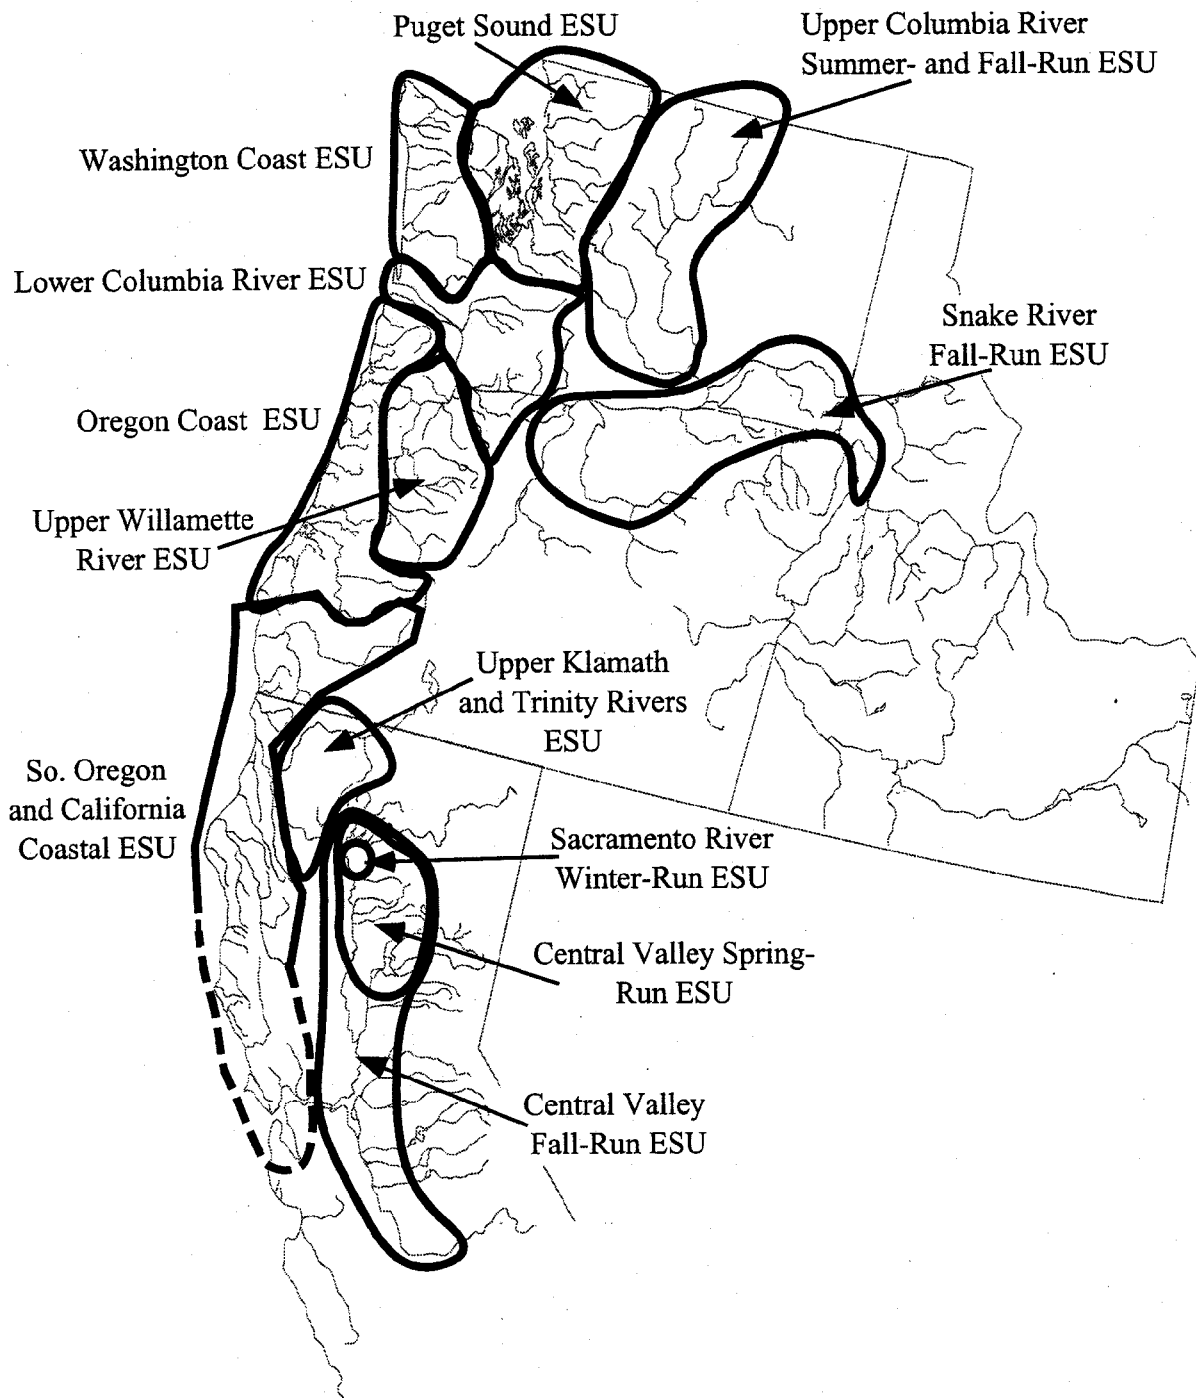 Puget Sound ESU
Upper Columbia River
Summer- and Fall-Run ESU
Washington Coast ESU
Lower Columbia River ESU
Snake River
Fall-Run ESU
Oregon Coast ESU
Upper Willamette
River ESU
Upper Klamath
and Trinity Rivers
ESU
So. Oregon
and California
Coastal ESU
Sacramento River
Winter-Run ESU
Central Valley Spring-
Run ESU
Central Valley
Fall-Run ESU